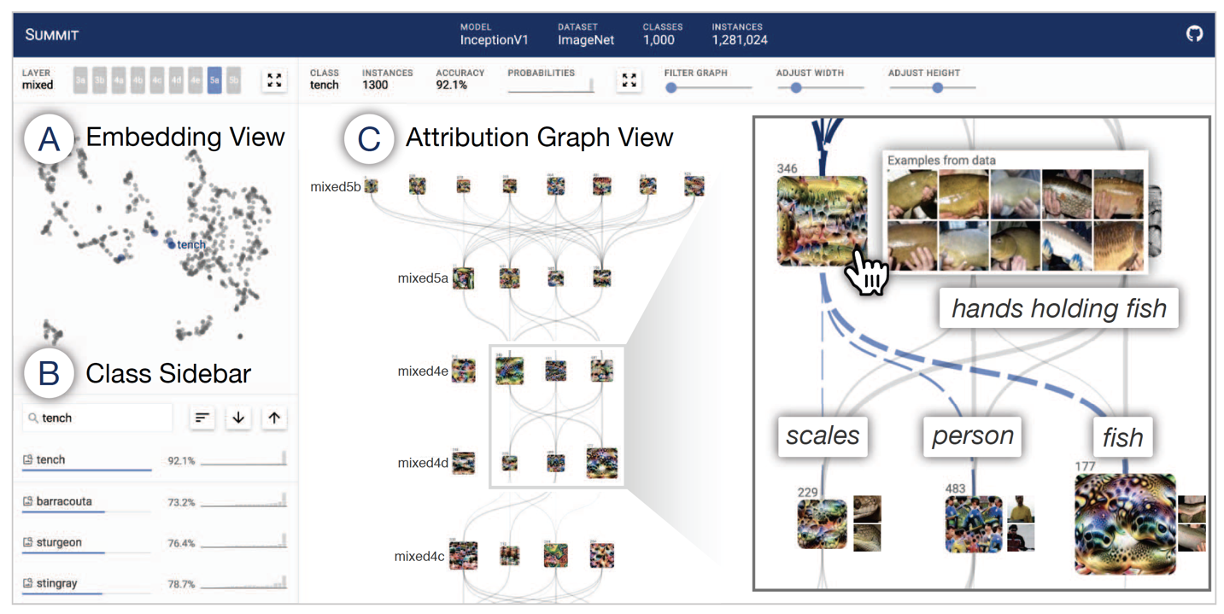 SUMMIT
MODEL
InceptionV1
DATASET
ImageNet
CLASSES
1,000
INSTANCES
1,281,024
LAYER
mixed
3a 3b 4a 4b 4c 4d 4e 5a 5b
CLASS
tench
INSTANCES
1300
ACCURACY
92.1%
PROBABILITIES
FILTER GRAPH
ADJUST WIDTH
ADJUST HEIGHT
A Embedding View
tench
B Class Sidebar
tench
tench 92.1%
barracouta 73.2%
sturgeon 76.4%
stingray 78.7%
C Attribution Graph View
mixed5b
mixed5a
mixed4e
mixed4d
mixed4c
346
Examples from data
hands holding fish
scales
person
fish
229
483
177